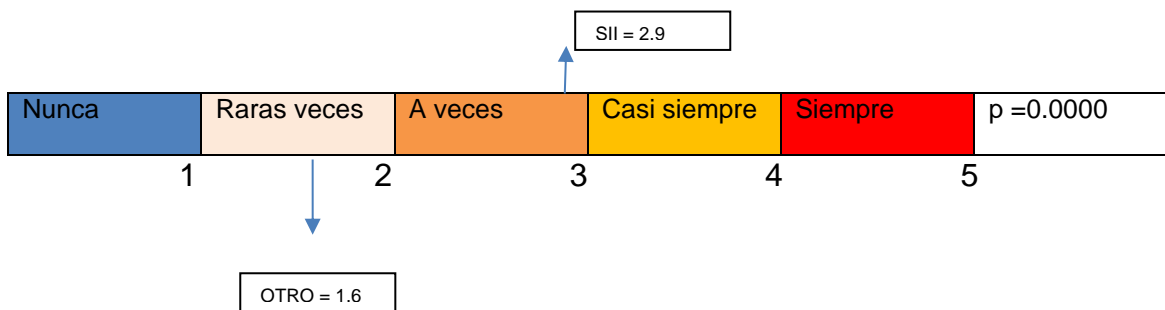 SII = 2.9
Nunca Raras veces A veces Casi siempre Siempre p =0.0000
1 2 3 4 5
OTRO = 1.6